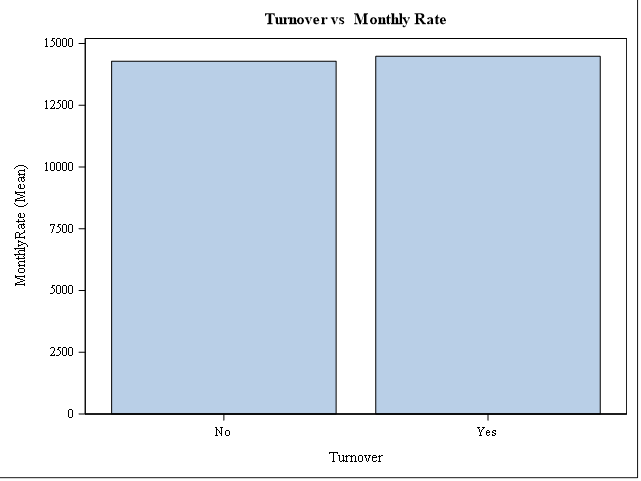 Turnover vs Monthly Rate
15000
12500
10000
7500
5000
2500
0
MonthlyRate (Mean)
No
Yes
Turnover